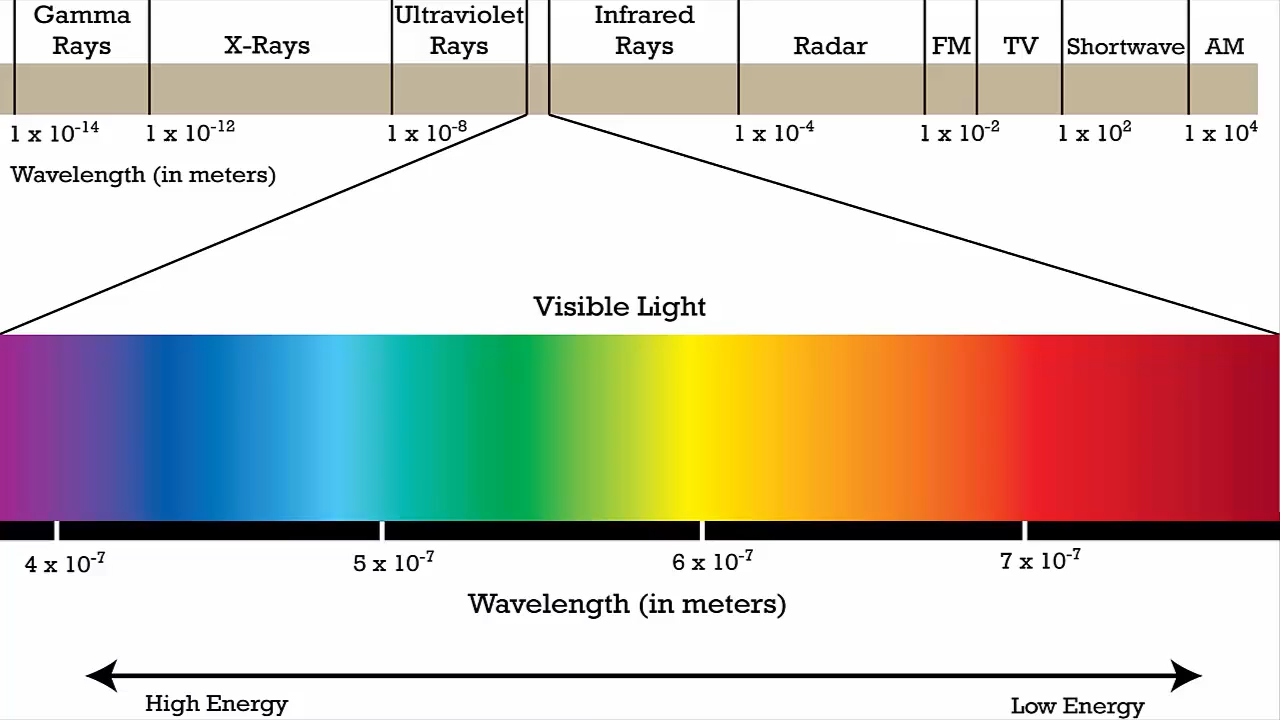 Gamma Rays
X-Rays
Ultraviolet Rays
Infrared Rays
Radar
FM
TV
Shortwave
AM
1 x 10⁻¹⁴
1 x 10⁻¹²
1 x 10⁻⁸
1 x 10⁻⁴
1 x 10⁻²
1 x 10²
1 x 10⁴
Wavelength (in meters)
Visible Light
4 x 10⁻⁷
5 x 10⁻⁷
6 x 10⁻⁷
7 x 10⁻⁷
Wavelength (in meters)
High Energy
Low Energy